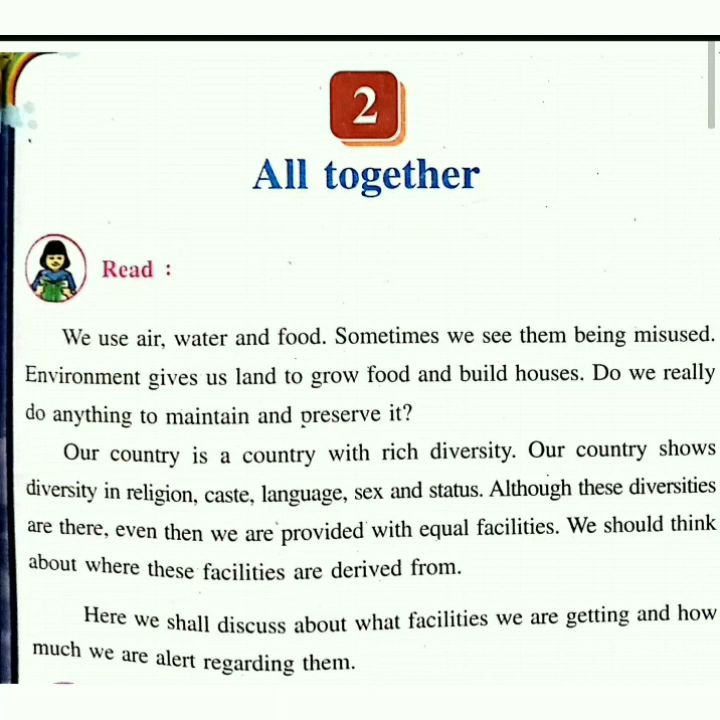 2
All together
Read :
We use air, water and food. Sometimes we see them being misused.
Environment gives us land to grow food and build houses. Do we really
do anything to maintain and preserve it?
Our country is a country with rich diversity. Our country shows
diversity in religion, caste, language, sex and status. Although these diversities
are there, even then we are provided with equal facilities. We should think
about where these facilities are derived from.
Here we shall discuss about what facilities we are getting and how
much we are alert regarding them.